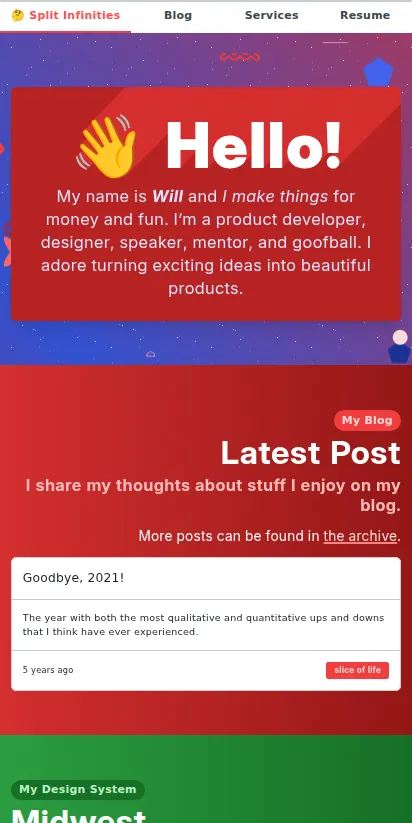 🤔 Split Infinities Blog Services Resume
👋 Hello!
My name is Will and I make things for
money and fun. I’m a product developer,
designer, speaker, mentor, and goofball. I
adore turning exciting ideas into beautiful
products.
My Blog
Latest Post
I share my thoughts about stuff I enjoy on my
blog.
More posts can be found in the archive.
Goodbye, 2021!
The year with both the most qualitative and quantitative ups and downs
that I think have ever experienced.
5 years ago slice of life
My Design System
Midwest